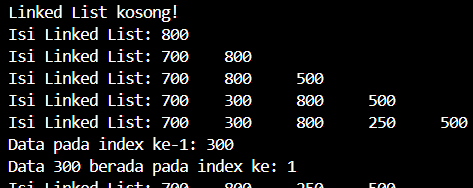 Linked List kosong!
Isi Linked List: 800
Isi Linked List: 700    800
Isi Linked List: 700    800    500
Isi Linked List: 700    300    800    500
Isi Linked List: 700    300    800    250    500
Data pada index ke-1: 300
Data 300 berada pada index ke: 1
Isi Linked List: 700    800    250    500